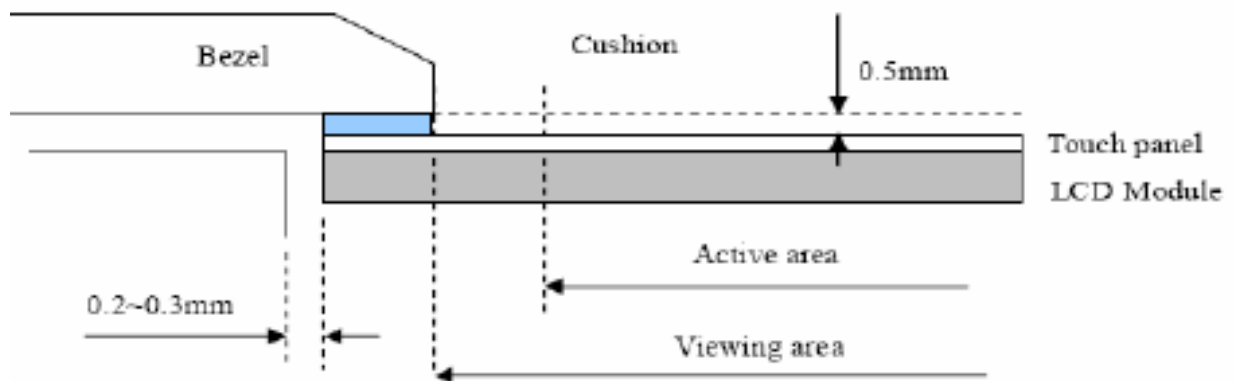 Cushion
Bezel
0.5mm
Touch panel
LCD Module
Active area
0.2~0.3mm
Viewing area